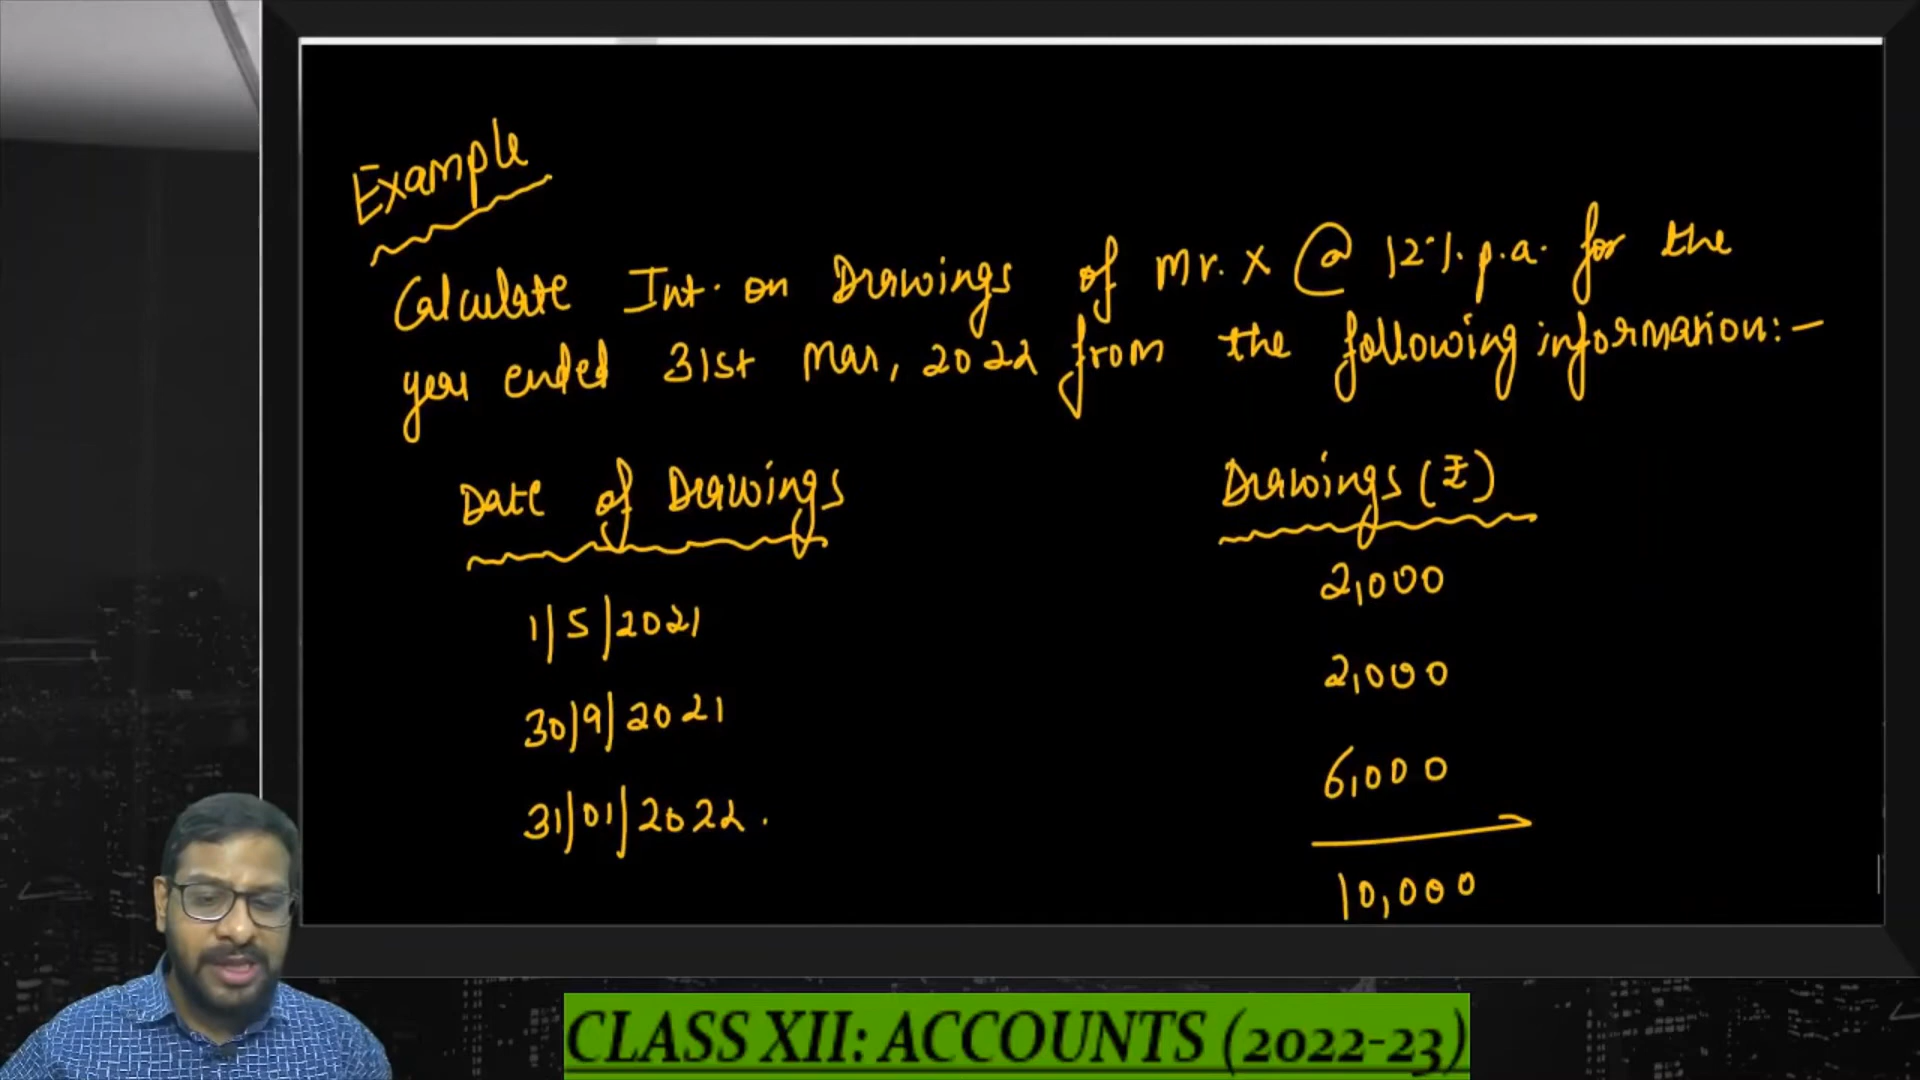 Example
Calculate Int. on Drawings of Mr. X @ 12%. p.a. for the
year ended 31st Mar, 2022 from the following information:-
Date of Drawings Drawings (₹)
1/5/2021 2,000
30/9/2021 2,000
31/01/2022. 6,000
10,000
CLASS XII: ACCOUNTS (2022-23)